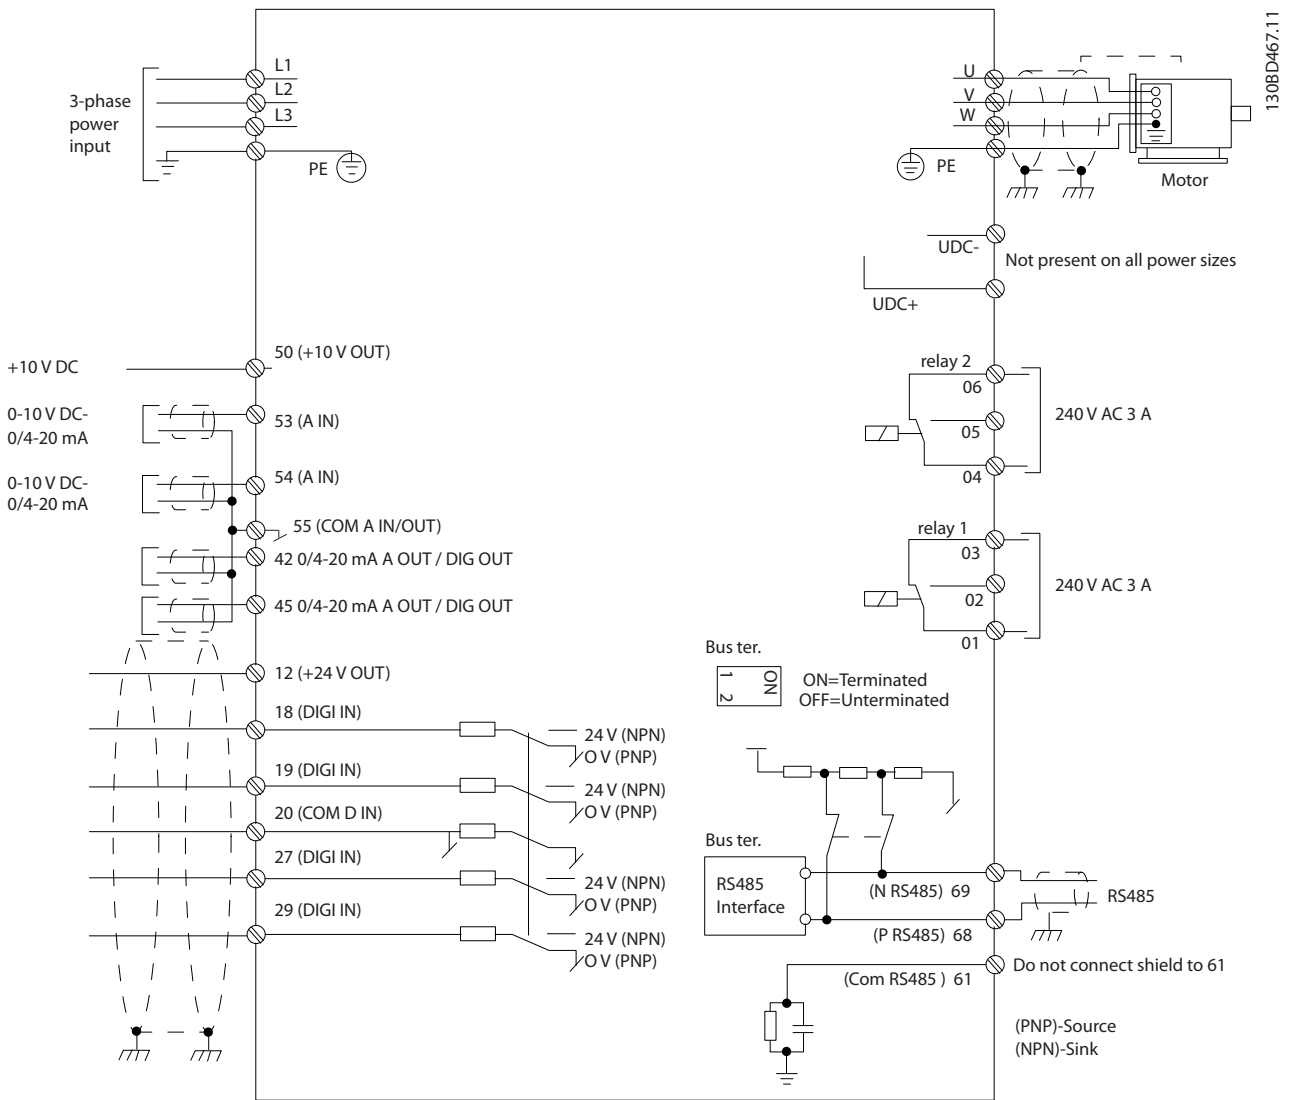 130BD467.11
L1
L2
L3
3-phase
power
input
PE
U
V
W
PE
Motor
UDC-
Not present on all power sizes
UDC+
+10 V DC
50 (+10 V OUT)
0-10 V DC-
0/4-20 mA
53 (A IN)
0-10 V DC-
0/4-20 mA
54 (A IN)
55 (COM A IN/OUT)
42 0/4-20 mA A OUT / DIG OUT
45 0/4-20 mA A OUT / DIG OUT
12 (+24 V OUT)
18 (DIGI IN)
24 V (NPN)
O V (PNP)
19 (DIGI IN)
24 V (NPN)
O V (PNP)
20 (COM D IN)
27 (DIGI IN)
24 V (NPN)
O V (PNP)
29 (DIGI IN)
24 V (NPN)
O V (PNP)
relay 2
06
05
04
240 V AC 3 A
relay 1
03
02
01
240 V AC 3 A
Bus ter.
1
2
ON
ON=Terminated
OFF=Unterminated
Bus ter.
RS485
Interface
(N RS485) 69
(P RS485) 68
RS485
(Com RS485 ) 61
Do not connect shield to 61
(PNP)-Source
(NPN)-Sink